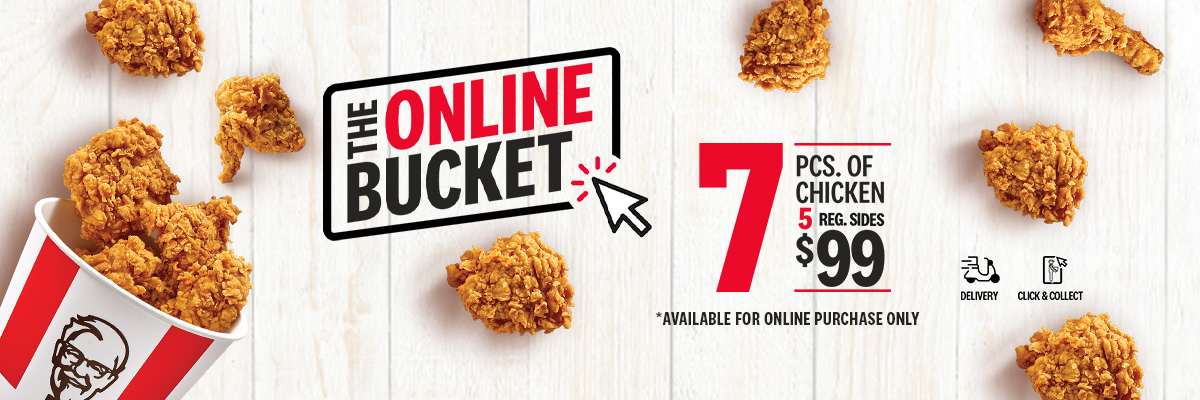 THE
ONLINE
BUCKET
7
PCS. OF
CHICKEN
5 REG. SIDES
$99
*AVAILABLE FOR ONLINE PURCHASE ONLY
DELIVERY
CLICK & COLLECT